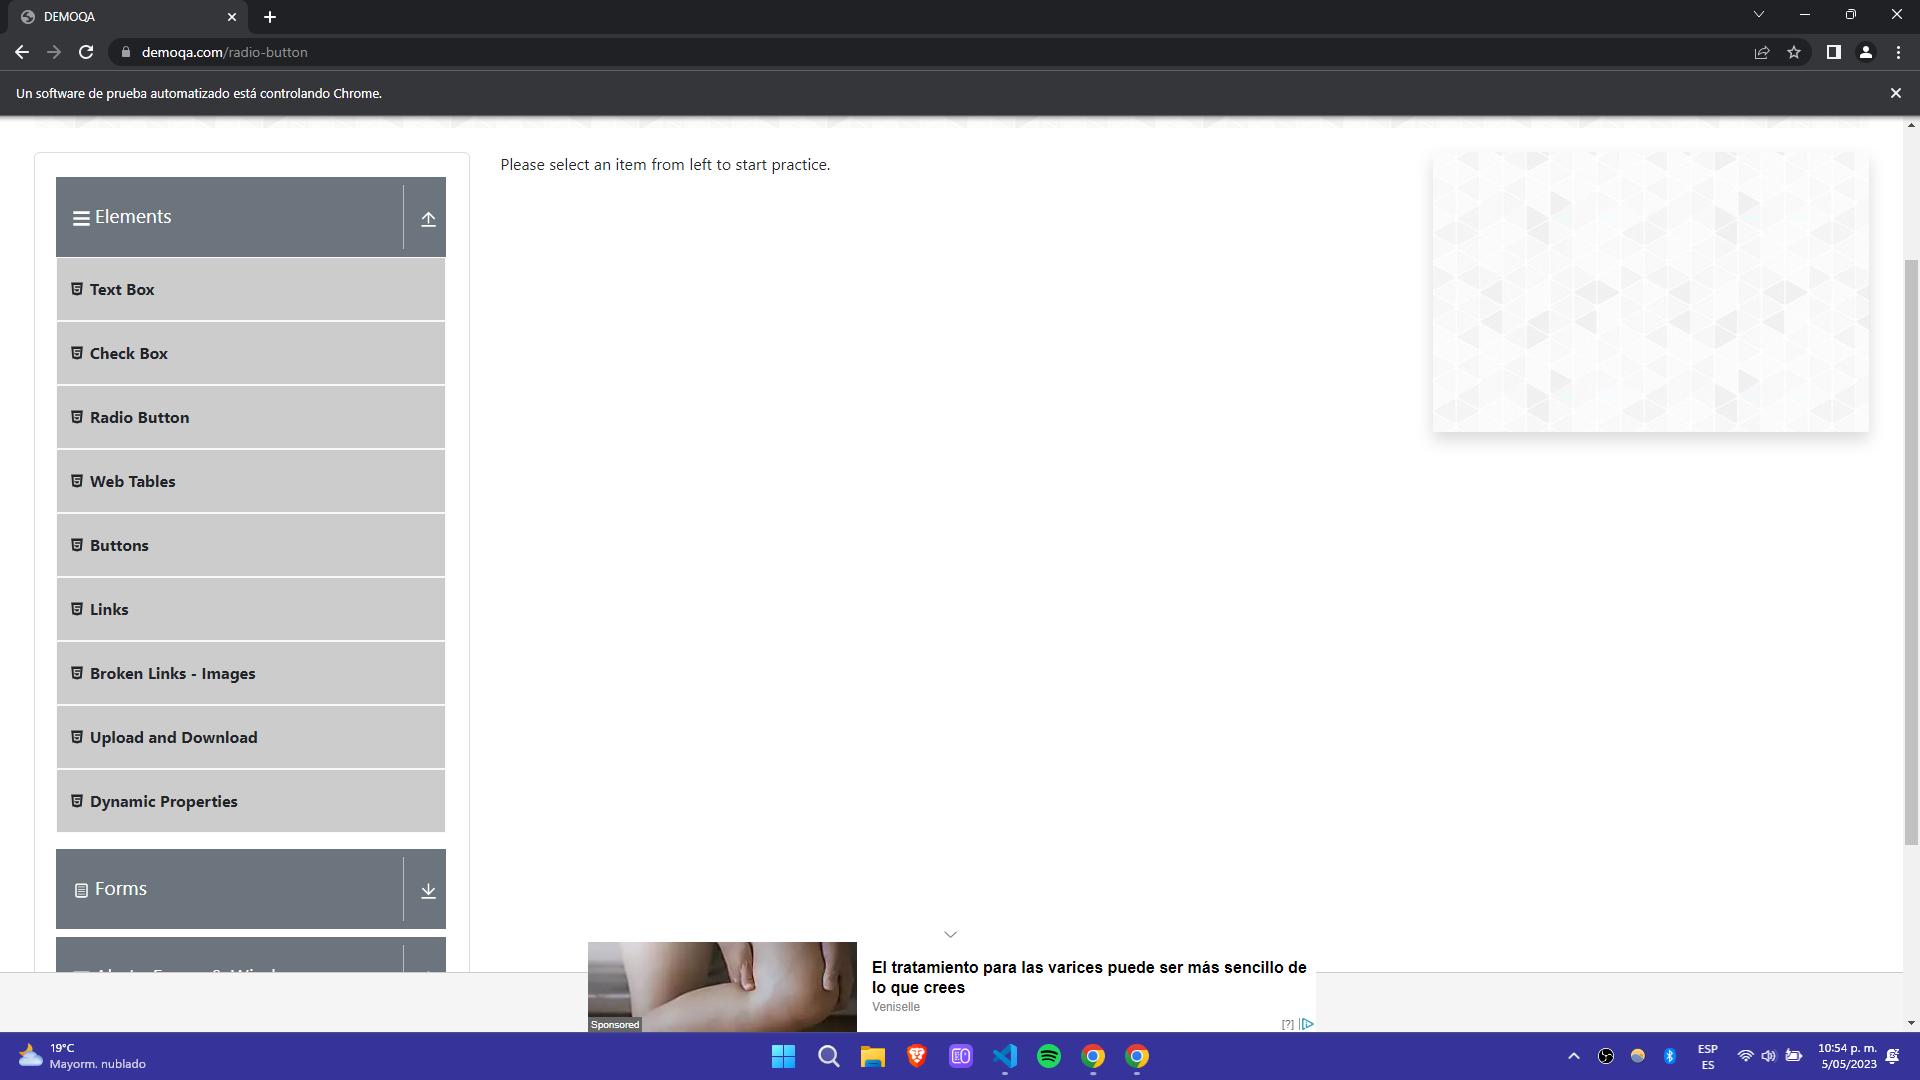 DEMOQA
demoqa.com/radio-button
Un software de prueba automatizado está controlando Chrome.
Please select an item from left to start practice.
Elements
Text Box
Check Box
Radio Button
Web Tables
Buttons
Links
Broken Links - Images
Upload and Download
Dynamic Properties
Forms
El tratamiento para las varices puede ser más sencillo de
lo que crees
Veniselle
Sponsored
[?]
19°C
Mayorm. nublado
ESP
ES
10:54 p. m.
5/05/2023